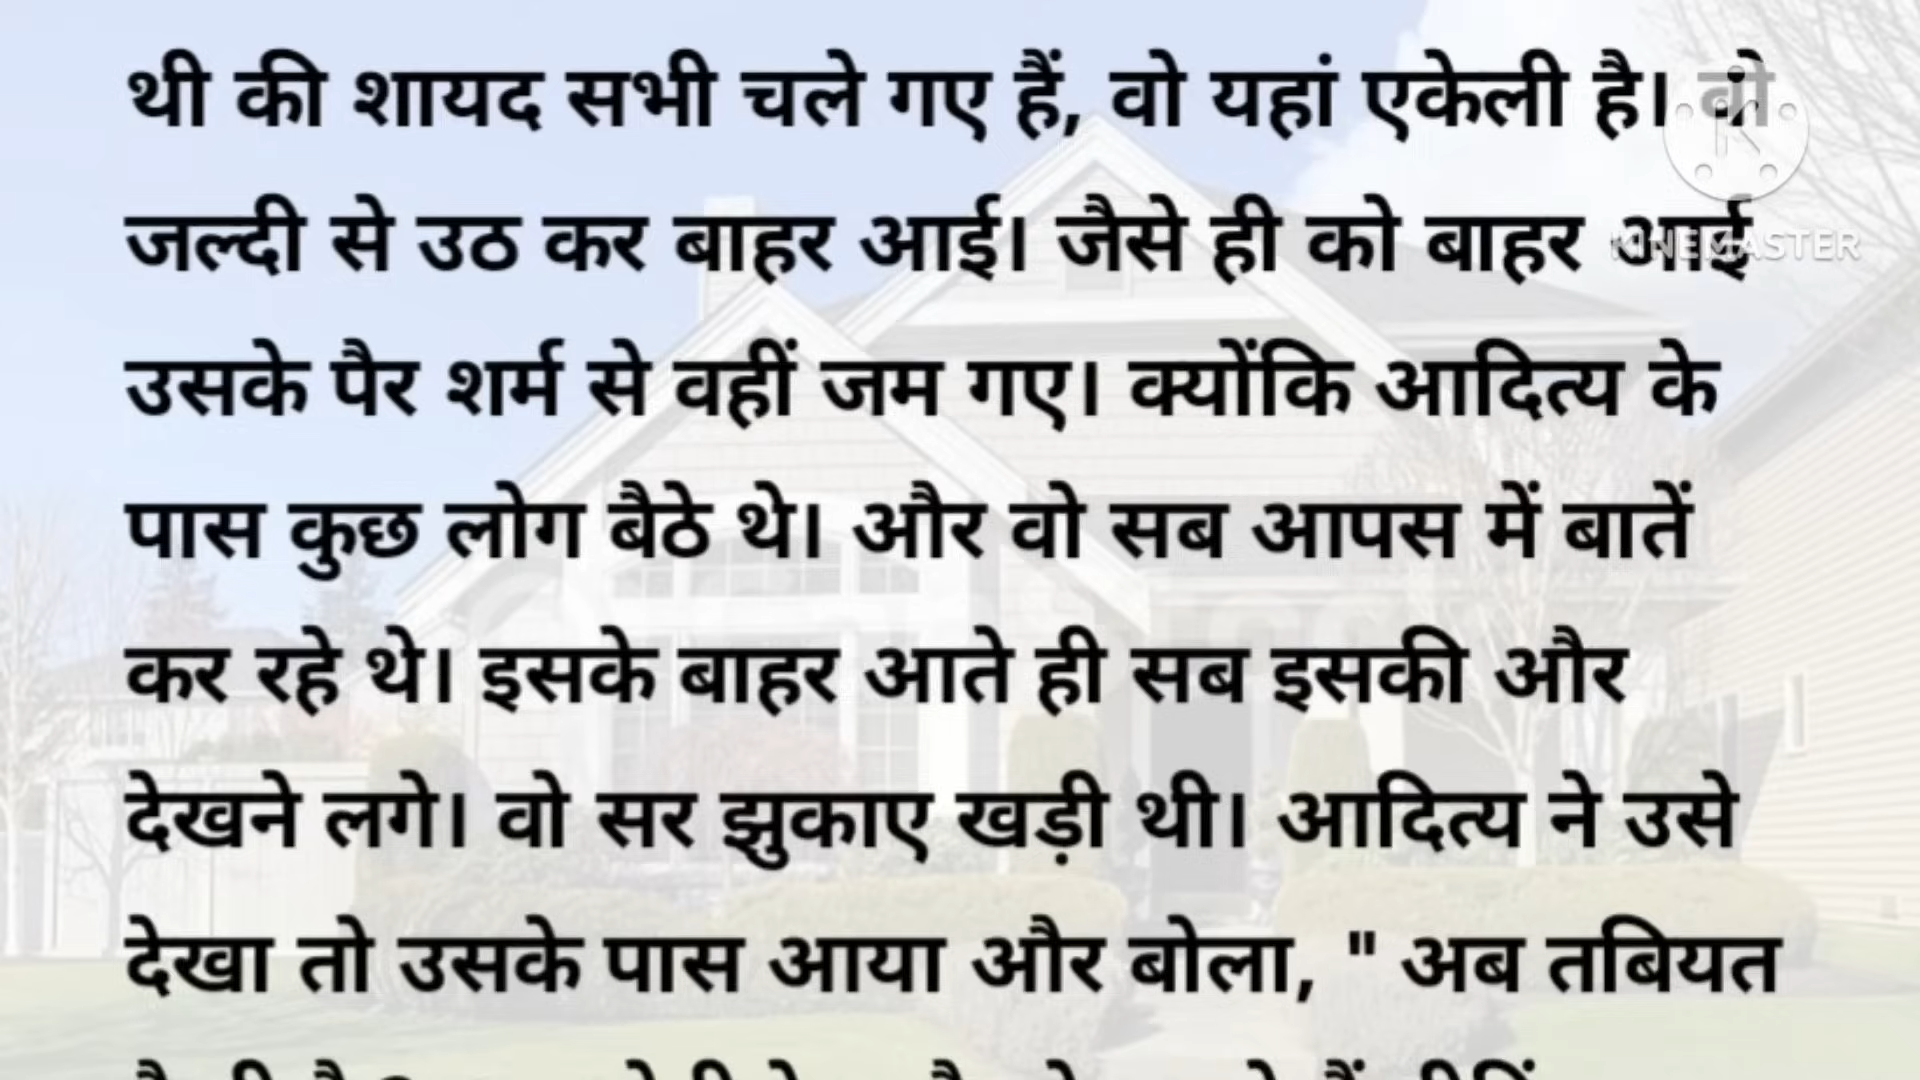 थी की शायद सभी चले गए हैं, वो यहां एकेली है। वो
जल्दी से उठ कर बाहर आई। जैसे ही को बाहर आई
KINEMASTER
उसके पैर शर्म से वहीं जम गए। क्योंकि आदित्य के
पास कुछ लोग बैठे थे। और वो सब आपस में बातें
कर रहे थे। इसके बाहर आते ही सब इसकी और
देखने लगे। वो सर झुकाए खड़ी थी। आदित्य ने उसे
देखा तो उसके पास आया और बोला, " अब तबियत